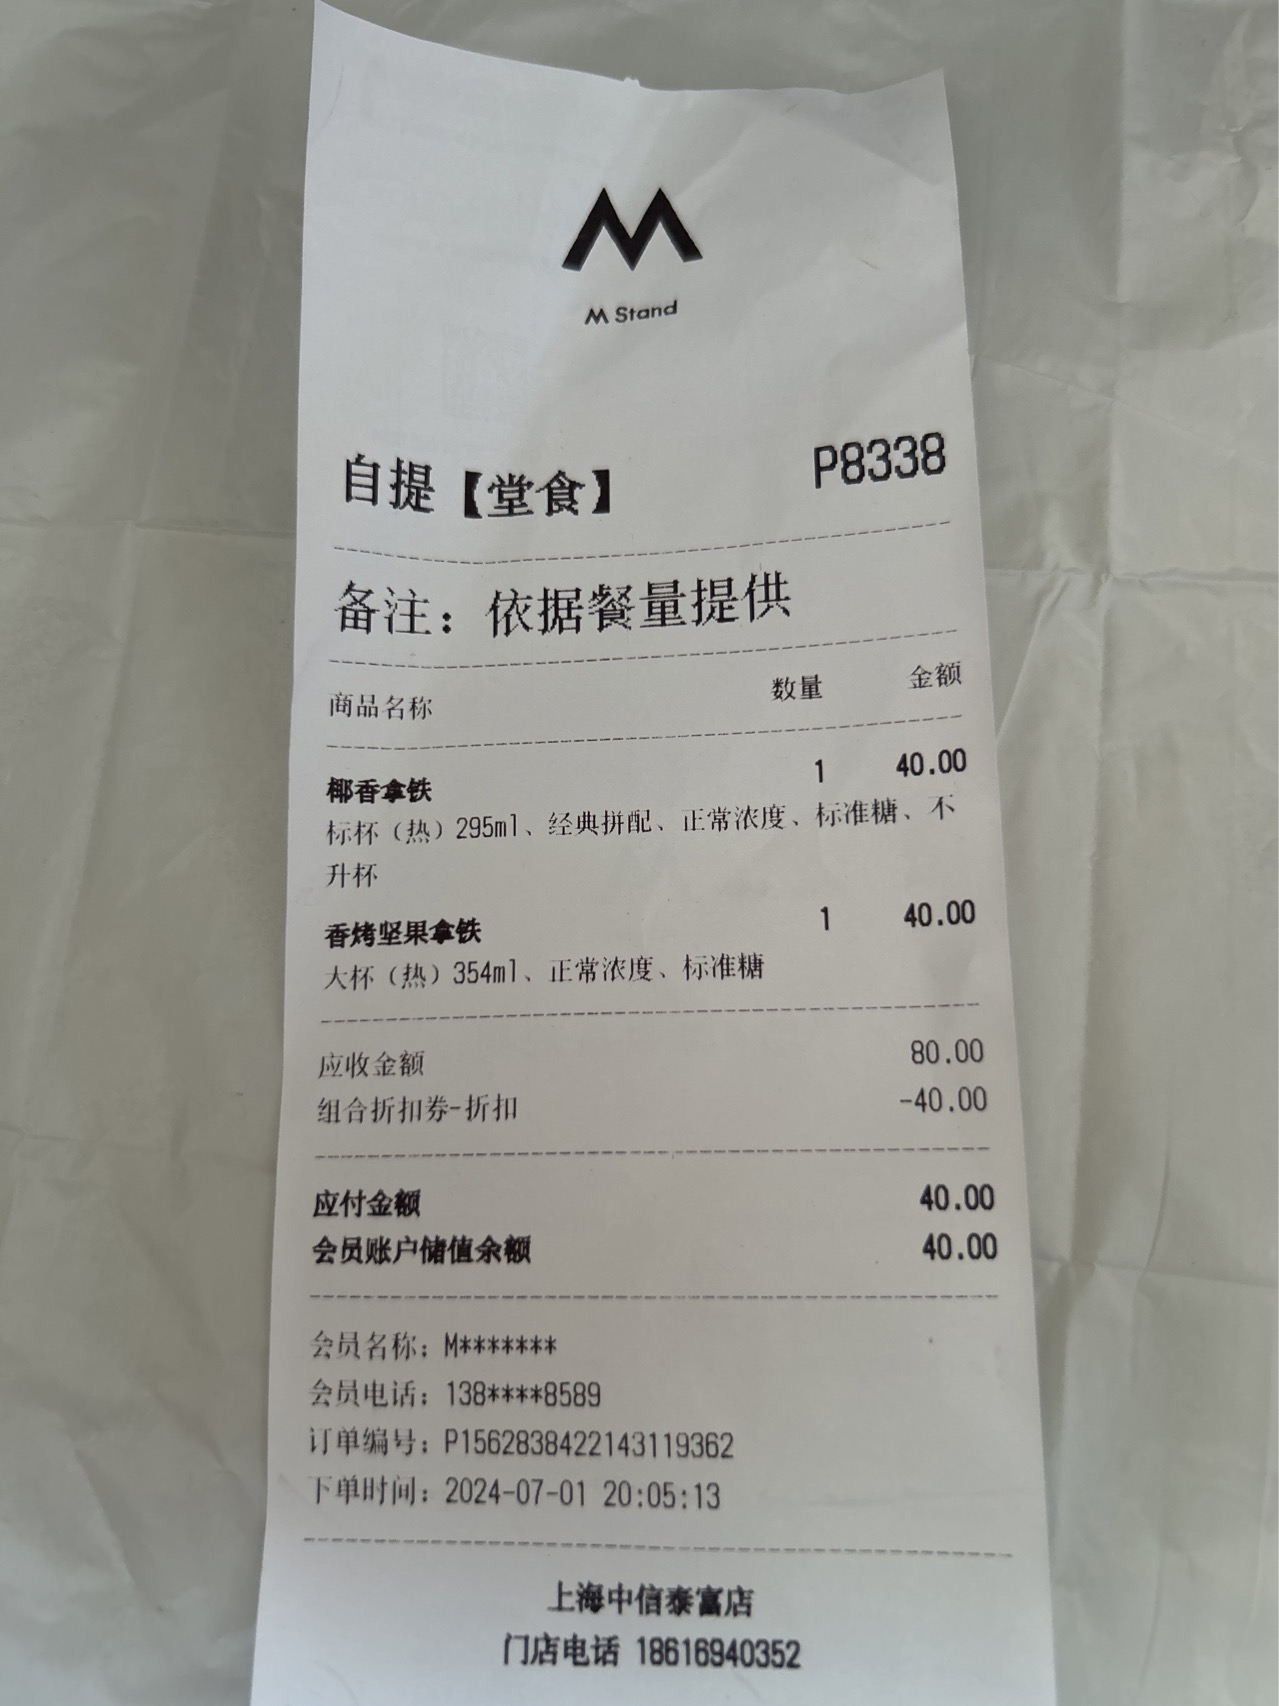 M Stand
自提【堂食】 P8338
备注：依据餐量提供
商品名称 数量 金额
椰香拿铁 1 40.00
标杯（热）295ml、经典拼配、正常浓度、标准糖、不
升杯
香烤坚果拿铁 1 40.00
大杯（热）354ml、正常浓度、标准糖
应收金额 80.00
组合折扣券-折扣 -40.00
应付金额 40.00
会员账户储值余额 40.00
会员名称：M*******
会员电话：138****8589
订单编号：P1562838422143119362
下单时间：2024-07-01 20:05:13
上海中信泰富店
门店电话 18616940352